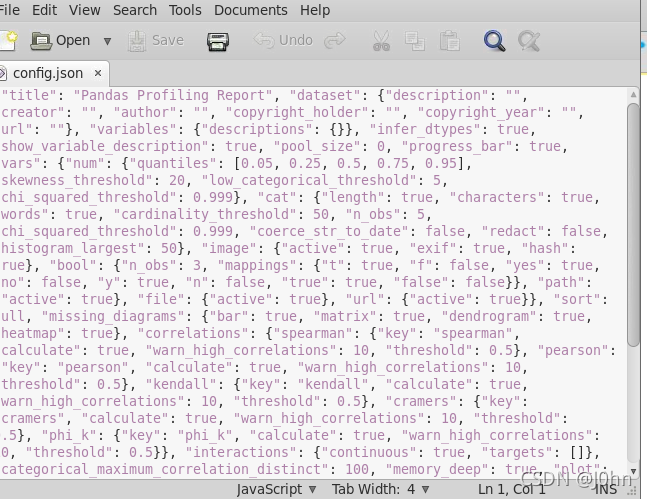 File Edit View Search Tools Documents Help
Open Save Undo
config.json ×
"title": "Pandas Profiling Report", "dataset": {"description": "",
creator": "", "author": "", "copyright_holder": "", "copyright_year": "",
url": ""}, "variables": {"descriptions": {}}, "infer_dtypes": true,
show_variable_description": true, "pool_size": 0, "progress_bar": true,
vars": {"num": {"quantiles": [0.05, 0.25, 0.5, 0.75, 0.95],
skewness_threshold": 20, "low_categorical_threshold": 5,
chi_squared_threshold": 0.999}, "cat": {"length": true, "characters": true,
words": true, "cardinality_threshold": 50, "n_obs": 5,
chi_squared_threshold": 0.999, "coerce_str_to_date": false, "redact": false,
histogram_largest": 50}, "image": {"active": true, "exif": true, "hash":
rue}, "bool": {"n_obs": 3, "mappings": {"t": true, "f": false, "yes": true,
no": false, "y": true, "n": false, "true": true, "false": false}}, "path":
"active": true}, "file": {"active": true}, "url": {"active": true}}, "sort":
ull, "missing_diagrams": {"bar": true, "matrix": true, "dendrogram": true,
heatmap": true}, "correlations": {"spearman": {"key": "spearman",
calculate": true, "warn_high_correlations": 10, "threshold": 0.5}, "pearson":
"key": "pearson", "calculate": true, "warn_high_correlations": 10,
threshold": 0.5}, "kendall": {"key": "kendall", "calculate": true,
warn_high_correlations": 10, "threshold": 0.5}, "cramers": {"key":
cramers", "calculate": true, "warn_high_correlations": 10, "threshold":
.5}, "phi_k": {"key": "phi_k", "calculate": true, "warn_high_correlations":
0, "threshold": 0.5}}, "interactions": {"continuous": true, "targets": []},
categorical_maximum_correlation_distinct": 100, "memory_deep": true, "plot":
JavaScript Tab Width: 4 Ln 1, Col 1 INS
CSDN @j0hn